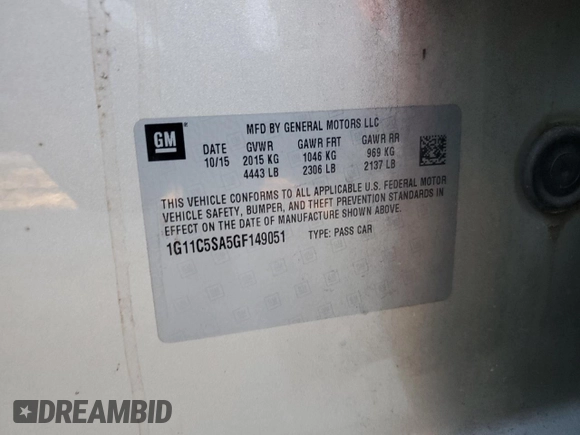 GM
MFD BY GENERAL MOTORS LLC
DATE GVWR GAWR FRT GAWR RR
10/15 2015 KG 1046 KG 969 KG
4443 LB 2306 LB 2137 LB
THIS VEHICLE CONFORMS TO ALL APPLICABLE U.S. FEDERAL MOTOR
VEHICLE SAFETY, BUMPER, AND THEFT PREVENTION STANDARDS IN
EFFECT ON THE DATE OF MANUFACTURE SHOWN ABOVE.
1G11C5SA5GF149051 TYPE: PASS CAR
DREAMBID